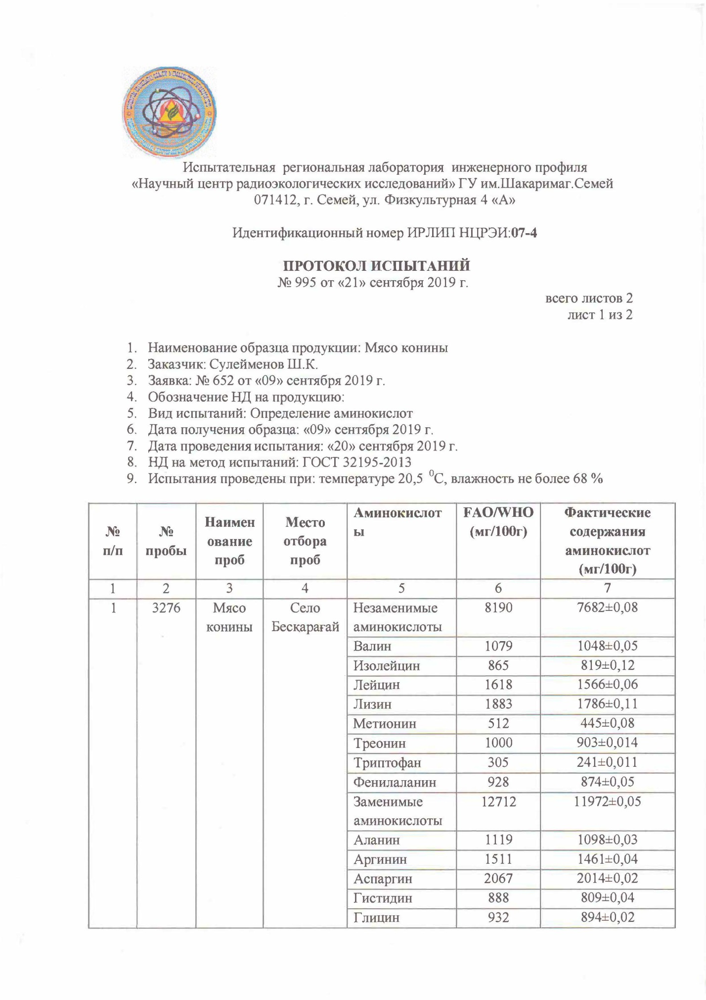 Испытательная региональная лаборатория инженерного профиля
«Научный центр радиоэкологических исследований» ГУ им.Шакаримаг.Семей
071412, г. Семей, ул. Физкультурная 4 «А»
Идентификационный номер ИРЛИП НЦРЭИ:07-4
ПРОТОКОЛ ИСПЫТАНИЙ
№ 995 от «21» сентября 2019 г.
всего листов 2
лист 1 из 2
1. Наименование образца продукции: Мясо конины
2. Заказчик: Сулейменов Ш.К.
3. Заявка: № 652 от «09» сентября 2019 г.
4. Обозначение НД на продукцию:
5. Вид испытаний: Определение аминокислот
6. Дата получения образца: «09» сентября 2019 г.
7. Дата проведения испытания: «20» сентября 2019 г.
8. НД на метод испытаний: ГОСТ 32195-2013
9. Испытания проведены при: температуре 20,5 ⁰С, влажность не более 68 %
№ п/п
№ пробы
Наимен
ование
проб
Место
отбора
проб
Аминокислот
ы
FAO/WHO
(мг/100г)
Фактические
содержания
аминокислот
(мг/100г)
1 2 3 4 5 6 7
1 3276 Мясо Село Незаменимые 8190 7682±0,08
конины Бесқарағай аминокислоты
Валин 1079 1048±0,05
Изолейцин 865 819±0,12
Лейцин 1618 1566±0,06
Лизин 1883 1786±0,11
Метионин 512 445±0,08
Треонин 1000 903±0,014
Триптофан 305 241±0,011
Фенилаланин 928 874±0,05
Заменимые 12712 11972±0,05
аминокислоты
Аланин 1119 1098±0,03
Аргинин 1511 1461±0,04
Аспаргин 2067 2014±0,02
Гистидин 888 809±0,04
Глицин 932 894±0,02